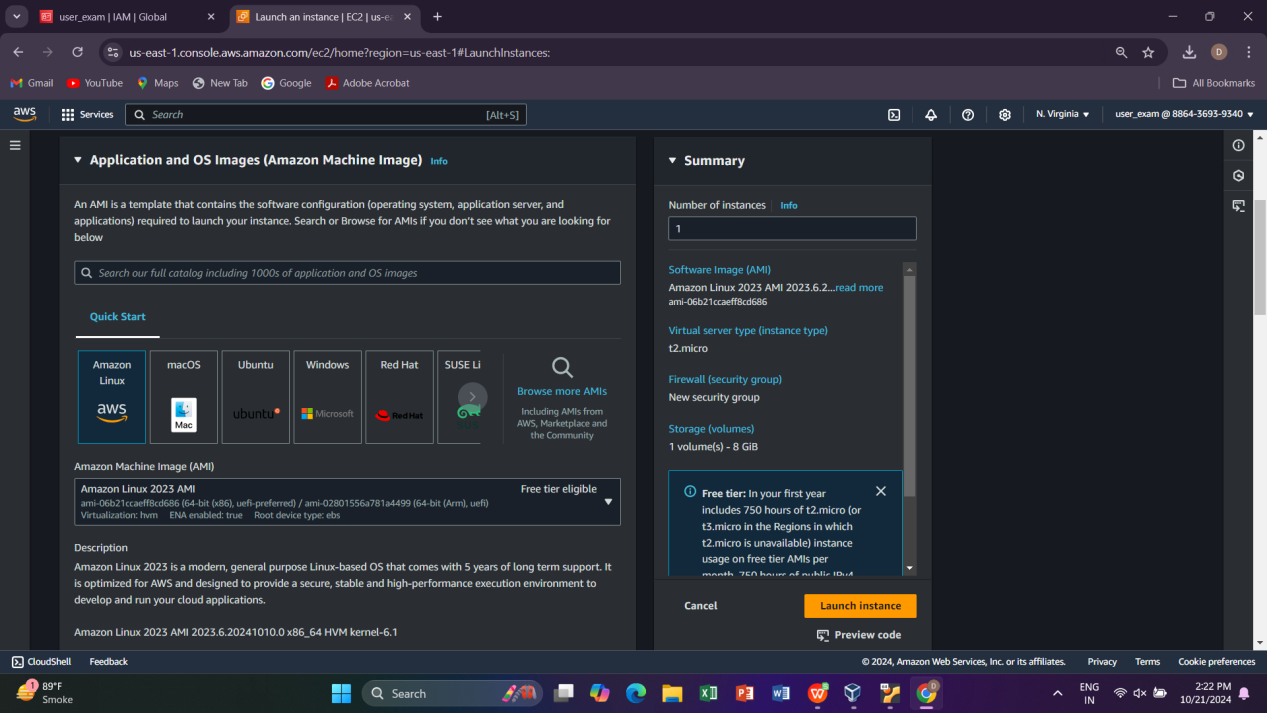 user_exam | IAM | Global
Launch an instance | EC2 | us-ea
us-east-1.console.aws.amazon.com/ec2/home?region=us-east-1#LaunchInstances:
D
Gmail
YouTube
Maps
New Tab
Google
Adobe Acrobat
All Bookmarks
aws
Services
Search
[Alt+S]
N. Virginia
user_exam @ 8864-3693-9340
Application and OS Images (Amazon Machine Image) Info
An AMI is a template that contains the software configuration (operating system, application server, and
applications) required to launch your instance. Search or Browse for AMIs if you don't see what you are looking for
below
Search our full catalog including 1000s of application and OS images
Quick Start
Amazon
Linux
aws
macOS
Mac
Ubuntu
ubuntu
Windows
Microsoft
Red Hat
Red Hat
SUSE Li
Browse more AMIs
Including AMIs from
AWS, Marketplace and
the Community
Amazon Machine Image (AMI)
Amazon Linux 2023 AMI
Free tier eligible
ami-06b21ccaeff8cd686 (64-bit (x86), uefi-preferred) / ami-02801556a781a4499 (64-bit (Arm), uefi)
Virtualization: hvm ENA enabled: true Root device type: ebs
Description
Amazon Linux 2023 is a modern, general purpose Linux-based OS that comes with 5 years of long term support. It
is optimized for AWS and designed to provide a secure, stable and high-performance execution environment to
develop and run your cloud applications.
Amazon Linux 2023 AMI 2023.6.20241010.0 x86_64 HVM kernel-6.1
Summary
Number of instances Info
1
Software Image (AMI)
Amazon Linux 2023 AMI 2023.6.2...read more
ami-06b21ccaeff8cd686
Virtual server type (instance type)
t2.micro
Firewall (security group)
New security group
Storage (volumes)
1 volume(s) - 8 GiB
Free tier: In your first year
includes 750 hours of t2.micro (or
t3.micro in the Regions in which
t2.micro is unavailable) instance
usage on free tier AMIs per
month, 750 hours of public IPv4
Cancel
Launch instance
Preview code
CloudShell
Feedback
© 2024, Amazon Web Services, Inc. or its affiliates.
Privacy
Terms
Cookie preferences
1
89°F
Smoke
Search
ENG
IN
2:22 PM
10/21/2024